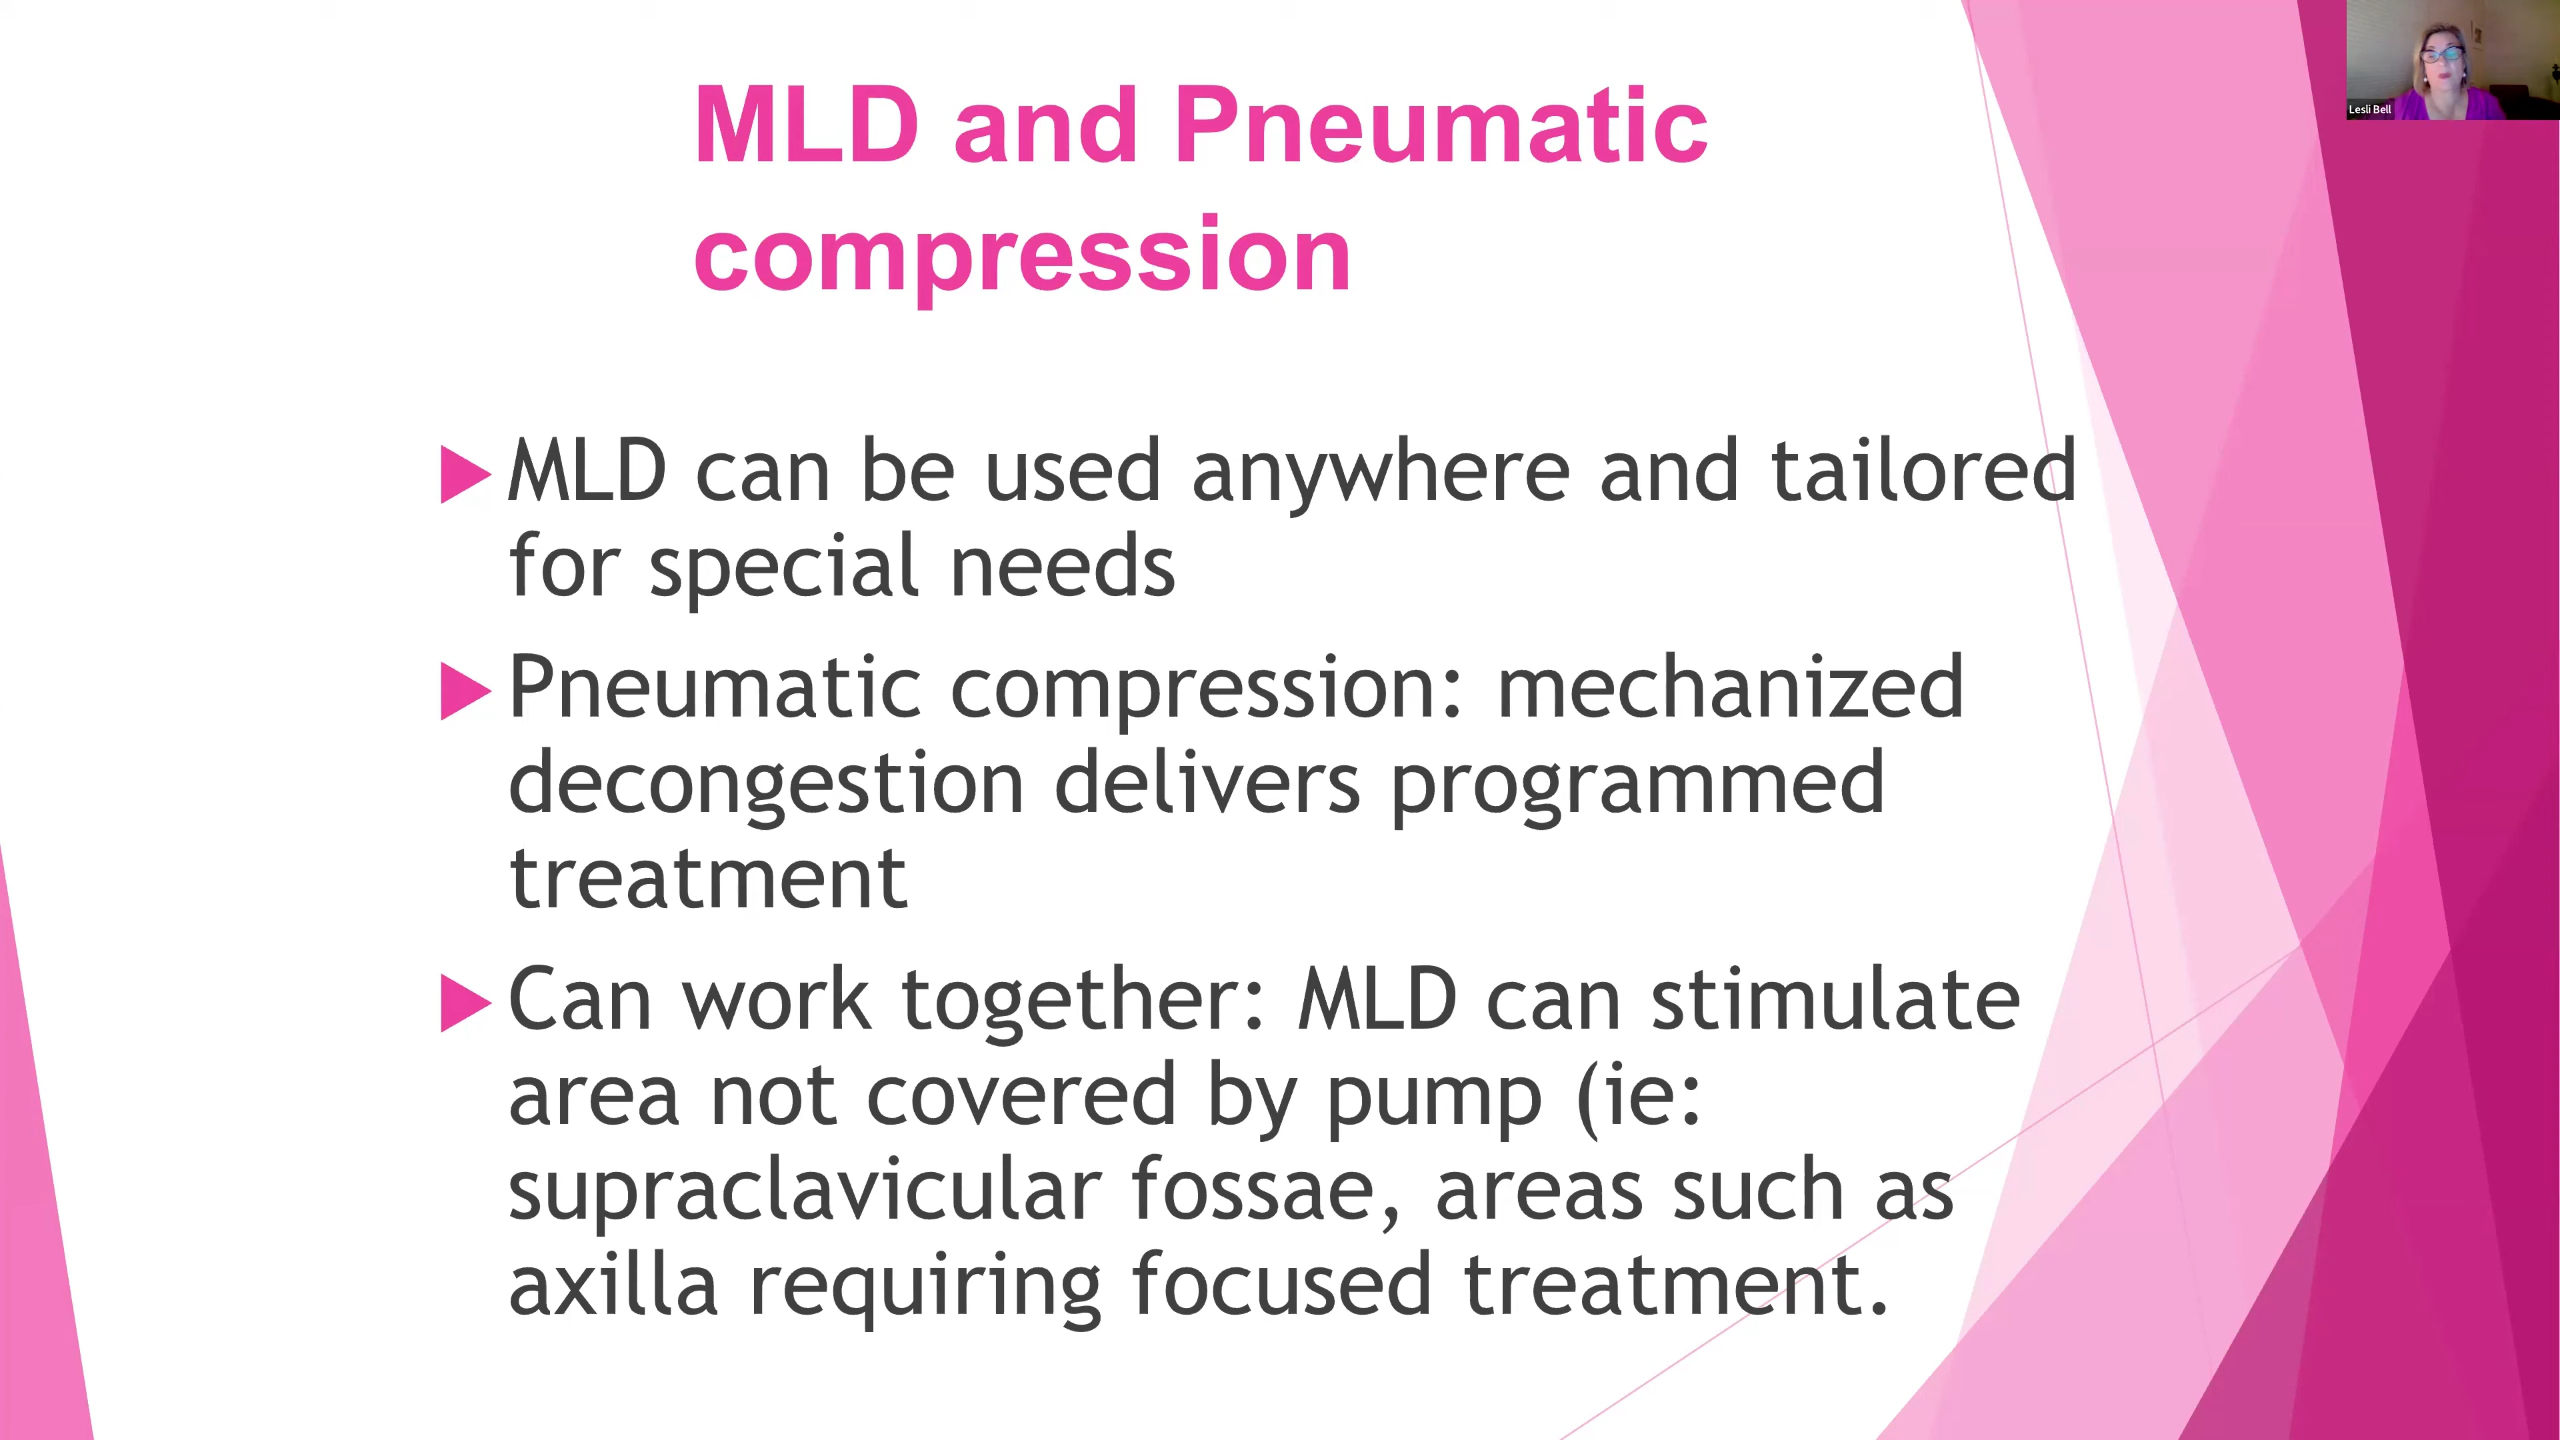 MLD and Pneumatic
compression
MLD can be used anywhere and tailored
for special needs
Pneumatic compression: mechanized
decongestion delivers programmed
treatment
Can work together: MLD can stimulate
area not covered by pump (ie:
supraclavicular fossae, areas such as
axilla requiring focused treatment.
Lesli Bell